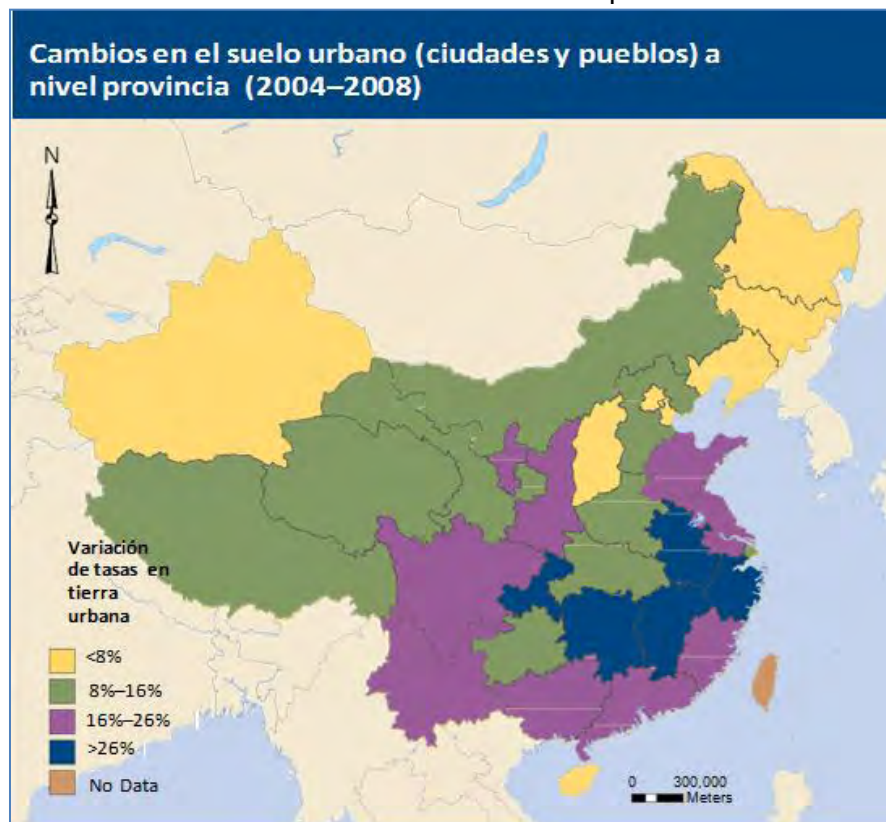 Cambios en el suelo urbano (ciudades y pueblos) a
nivel provincia (2004–2008)
N
Variación
de tasas en
tierra
urbana
<8%
8%–16%
16%–26%
>26%
No Data
0 300,000
Meters